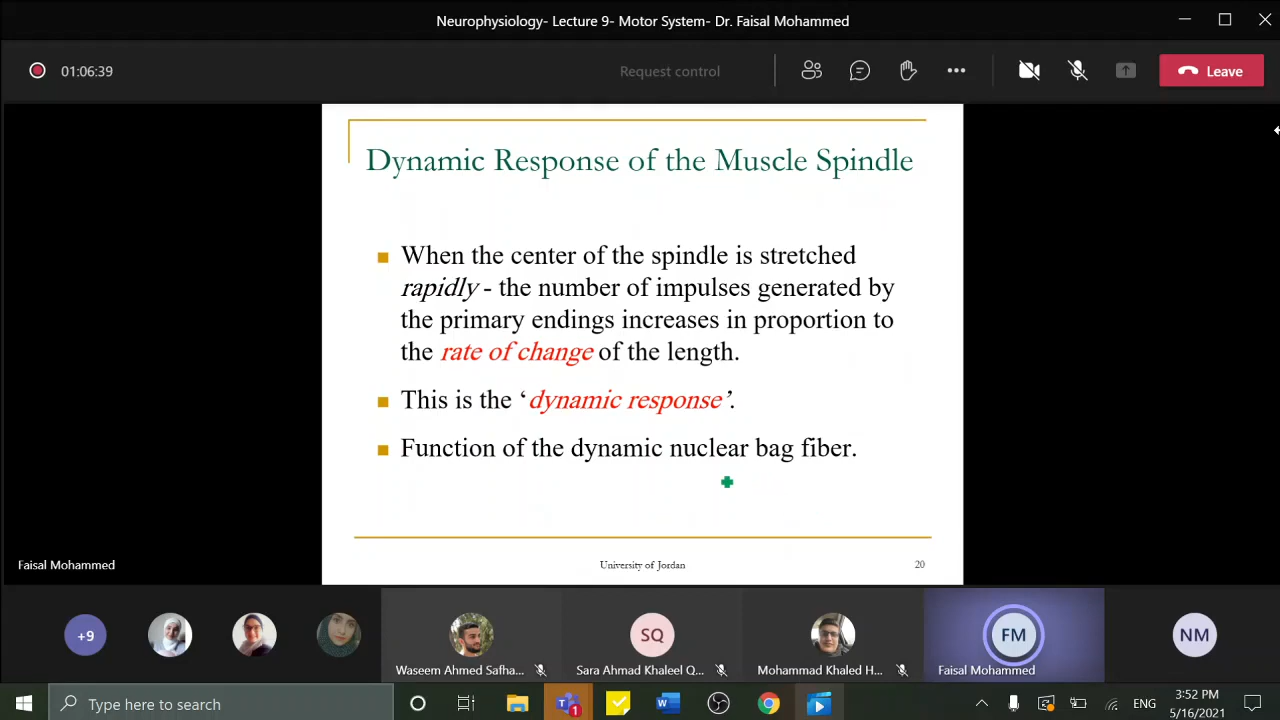 Neurophysiology- Lecture 9- Motor System- Dr. Faisal Mohammed
01:06:39
Request control
Leave
Dynamic Response of the Muscle Spindle
When the center of the spindle is stretched
rapidly - the number of impulses generated by
the primary endings increases in proportion to
the rate of change of the length.
This is the ‘dynamic response’.
Function of the dynamic nuclear bag fiber.
Faisal Mohammed
University of Jordan
20
+9
SQ
FM
NM
Waseem Ahmed Safha...
Sara Ahmad Khaleel Q...
Mohammad Khaled H...
Faisal Mohammed
Type here to search
1
ENG
3:52 PM
5/16/2021